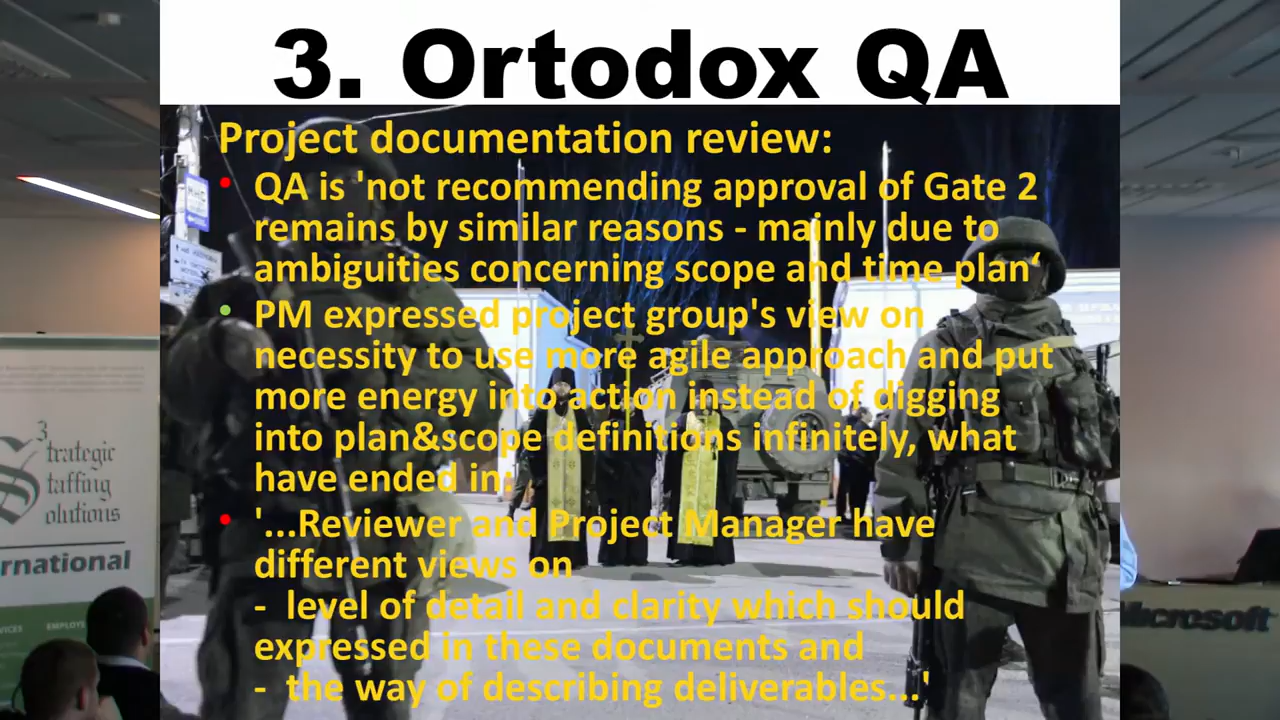 3. Ortodox QA
Project documentation review:
• QA is 'not recommending approval of Gate 2
remains by similar reasons - mainly due to
ambiguities concerning scope and time plan‘
• PM expressed project group's view on
necessity to use more agile approach and put
more energy into action instead of digging
into plan&scope definitions infinitely, what
have ended in:
• '...Reviewer and Project Manager have
different views on
- level of detail and clarity which should
expressed in these documents and
- the way of describing deliverables...'
3
trategic
S taffing
olutions
rnational
VICES EMPLOYE
Microsoft